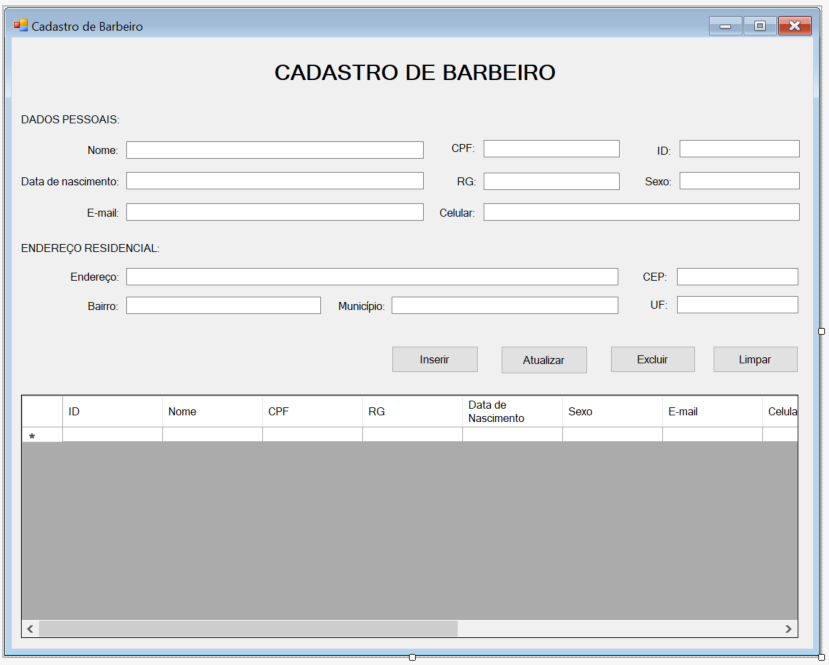 Cadastro de Barbeiro
CADASTRO DE BARBEIRO
DADOS PESSOAIS:
Nome: CPF: ID:
Data de nascimento: RG: Sexo:
E-mail: Celular:
ENDEREÇO RESIDENCIAL:
Endereço: CEP:
Bairro: Município: UF:
Inserir Atualizar Excluir Limpar
ID Nome CPF RG Data de Nascimento Sexo E-mail Celula
*